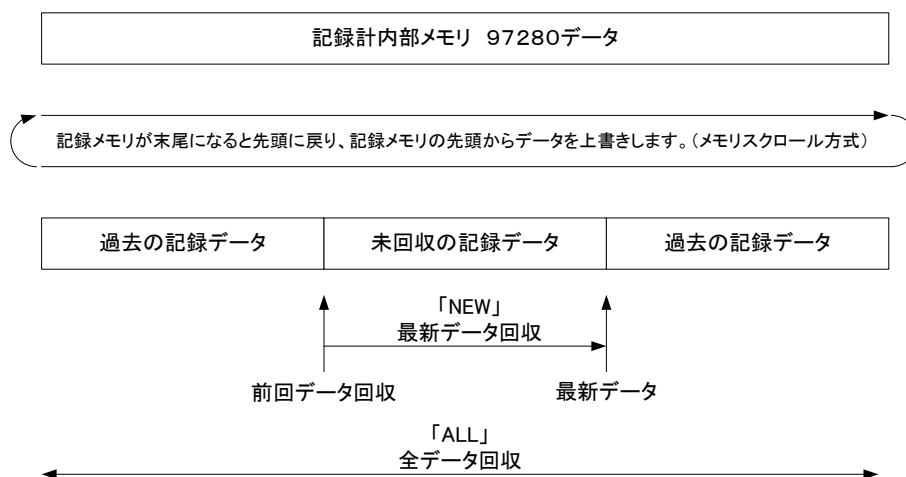 記録計内部メモリ 97280データ
記録メモリが末尾になると先頭に戻り、記録メモリの先頭からデータを上書きします。(メモリスクロール方式)
過去の記録データ 未回収の記録データ 過去の記録データ
「NEW」
最新データ回収
前回データ回収 最新データ
「ALL」
全データ回収